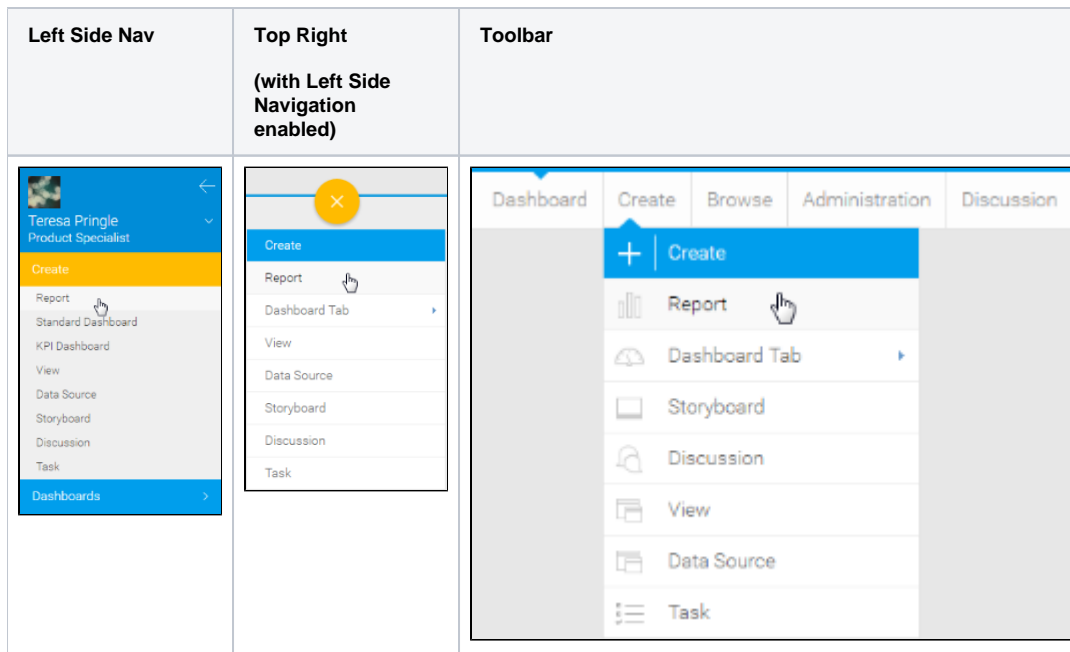 Left Side Nav
Top Right
(with Left Side
Navigation
enabled)
Toolbar
Teresa Pringle
Product Specialist
Create
Report
Standard Dashboard
KPI Dashboard
View
Data Source
Storyboard
Discussion
Task
Dashboards
Create
Report
Dashboard Tab
View
Data Source
Storyboard
Discussion
Task
Dashboard Create Browse Administration Discussion
Create
Report
Dashboard Tab
Storyboard
Discussion
View
Data Source
Task